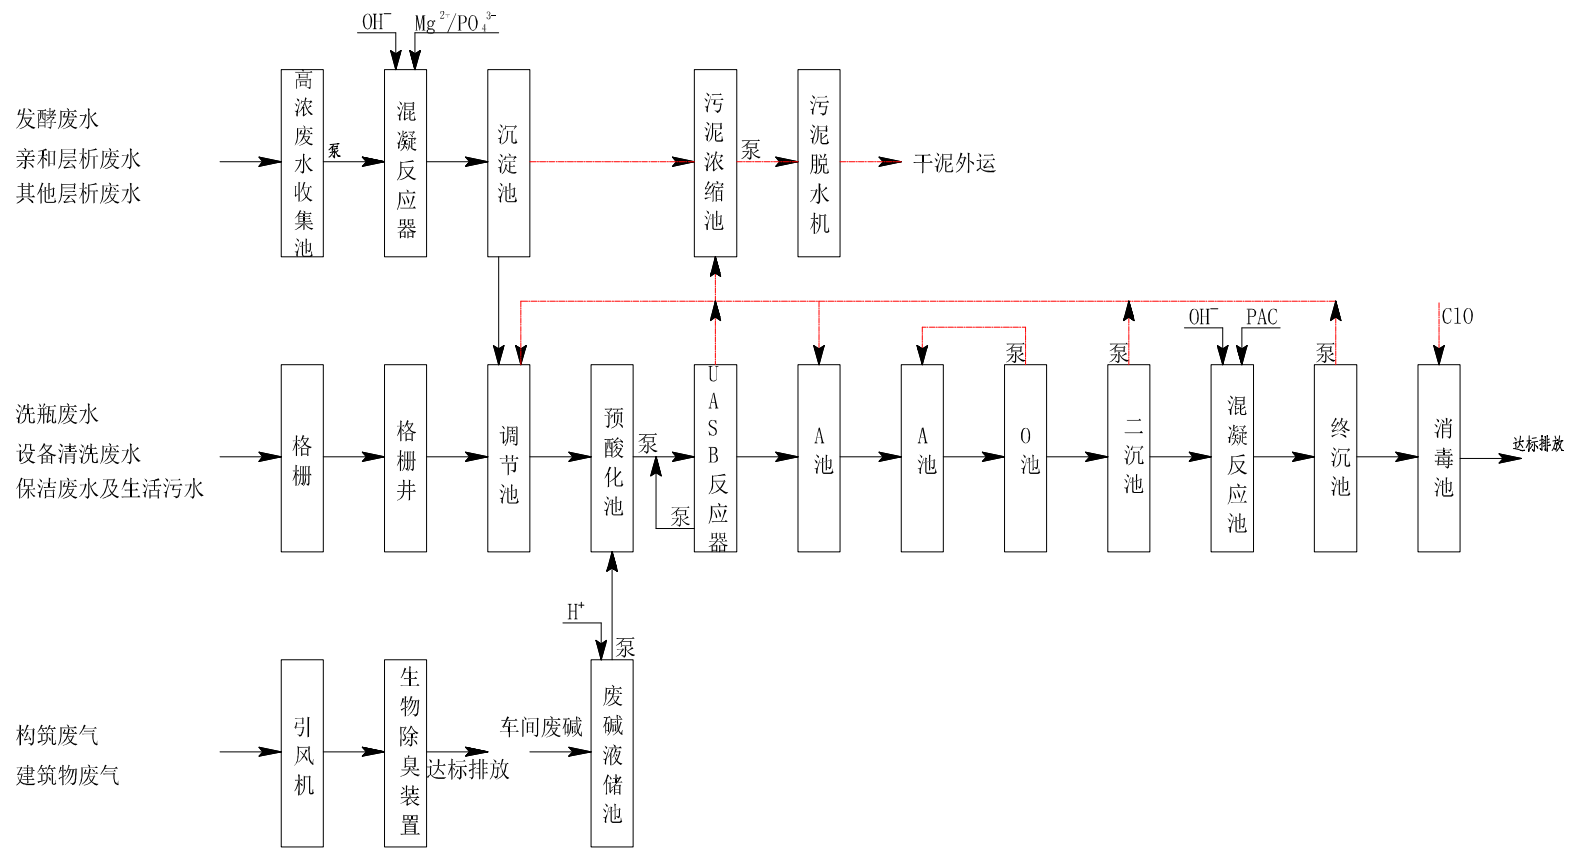 OH⁻
Mg²⁺/PO₄³⁻
发酵废水
亲和层析废水
其他层析废水
高浓废水收集池
泵
混凝反应器
沉淀池
污泥浓缩池
泵
污泥脱水机
干泥外运
洗瓶废水
设备清洗废水
保洁废水及生活污水
格栅
格栅井
调节池
预酸化池
泵
泵
UASB反应器
A池
A池
泵
O池
泵
二沉池
OH⁻
PAC
混凝反应池
泵
终沉池
ClO
消毒池
达标排放
构筑废气
建筑物废气
引风机
生物除臭装置
达标排放
车间废碱
H⁺
泵
废碱液储池